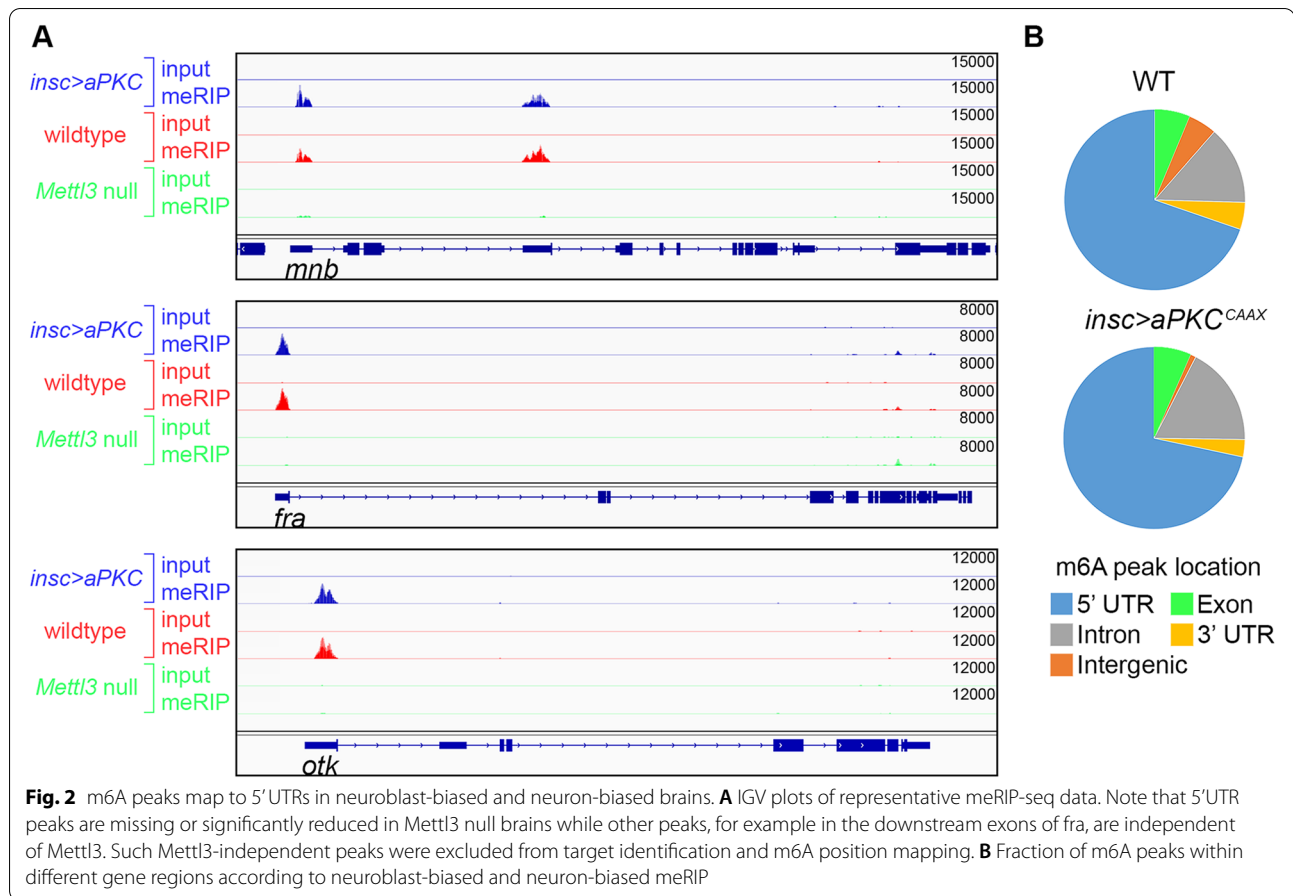 A
B
insc>aPKC
input
meRIP
wildtype
input
meRIP
Mettl3 null
input
meRIP
15000
15000
15000
15000
15000
15000
mnb
insc>aPKC
input
meRIP
wildtype
input
meRIP
Mettl3 null
input
meRIP
8000
8000
8000
8000
8000
8000
fra
insc>aPKC
input
meRIP
wildtype
input
meRIP
Mettl3 null
input
meRIP
12000
12000
12000
12000
12000
12000
otk
WT
insc>aPKC^CAAX
m6A peak location
5' UTR
Exon
Intron
3' UTR
Intergenic
Fig. 2 m6A peaks map to 5'UTRs in neuroblast-biased and neuron-biased brains. A IGV plots of representative meRIP-seq data. Note that 5'UTR
peaks are missing or significantly reduced in Mettl3 null brains while other peaks, for example in the downstream exons of fra, are independent
of Mettl3. Such Mettl3-independent peaks were excluded from target identification and m6A position mapping. B Fraction of m6A peaks within
different gene regions according to neuroblast-biased and neuron-biased meRIP